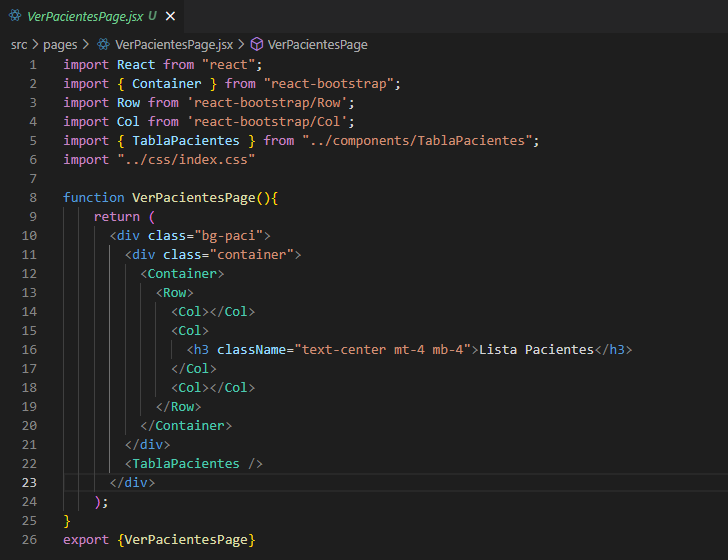 VerPacientesPage.jsx U
src > pages > VerPacientesPage.jsx > VerPacientesPage
1 import React from "react";
2 import { Container } from "react-bootstrap";
3 import Row from 'react-bootstrap/Row';
4 import Col from 'react-bootstrap/Col';
5 import { TablaPacientes } from "../components/TablaPacientes";
6 import "../css/index.css"
7
8 function VerPacientesPage(){
9     return (
10       <div class="bg-paci">
11         <div class="container">
12           <Container>
13             <Row>
14               <Col></Col>
15               <Col>
16                 <h3 className="text-center mt-4 mb-4">Lista Pacientes</h3>
17               </Col>
18               <Col></Col>
19             </Row>
20           </Container>
21         </div>
22         <TablaPacientes />
23       </div>
24     );
25 }
26 export {VerPacientesPage}